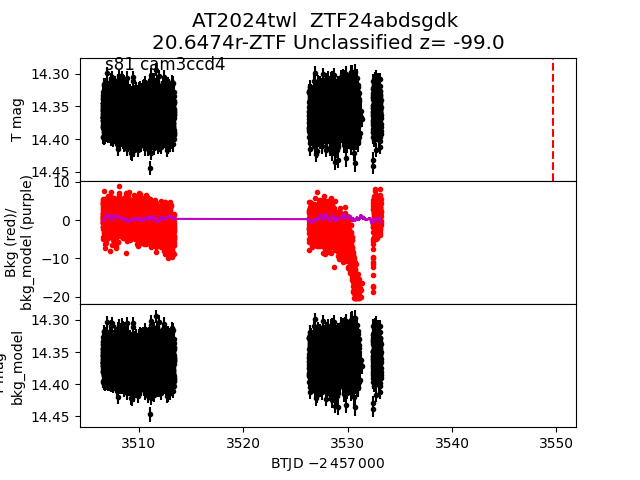 AT2024twl  ZTF24abdsgdk
20.6474r-ZTF Unclassified z= -99.0
s81 cam3ccd4
T mag
14.30
14.35
14.40
14.45
Bkg (red)/
bkg_model (purple)
10
0
−10
−20
bkg_model
14.30
14.35
14.40
14.45
3510
3520
3530
3540
3550
BTJD −2 457 000